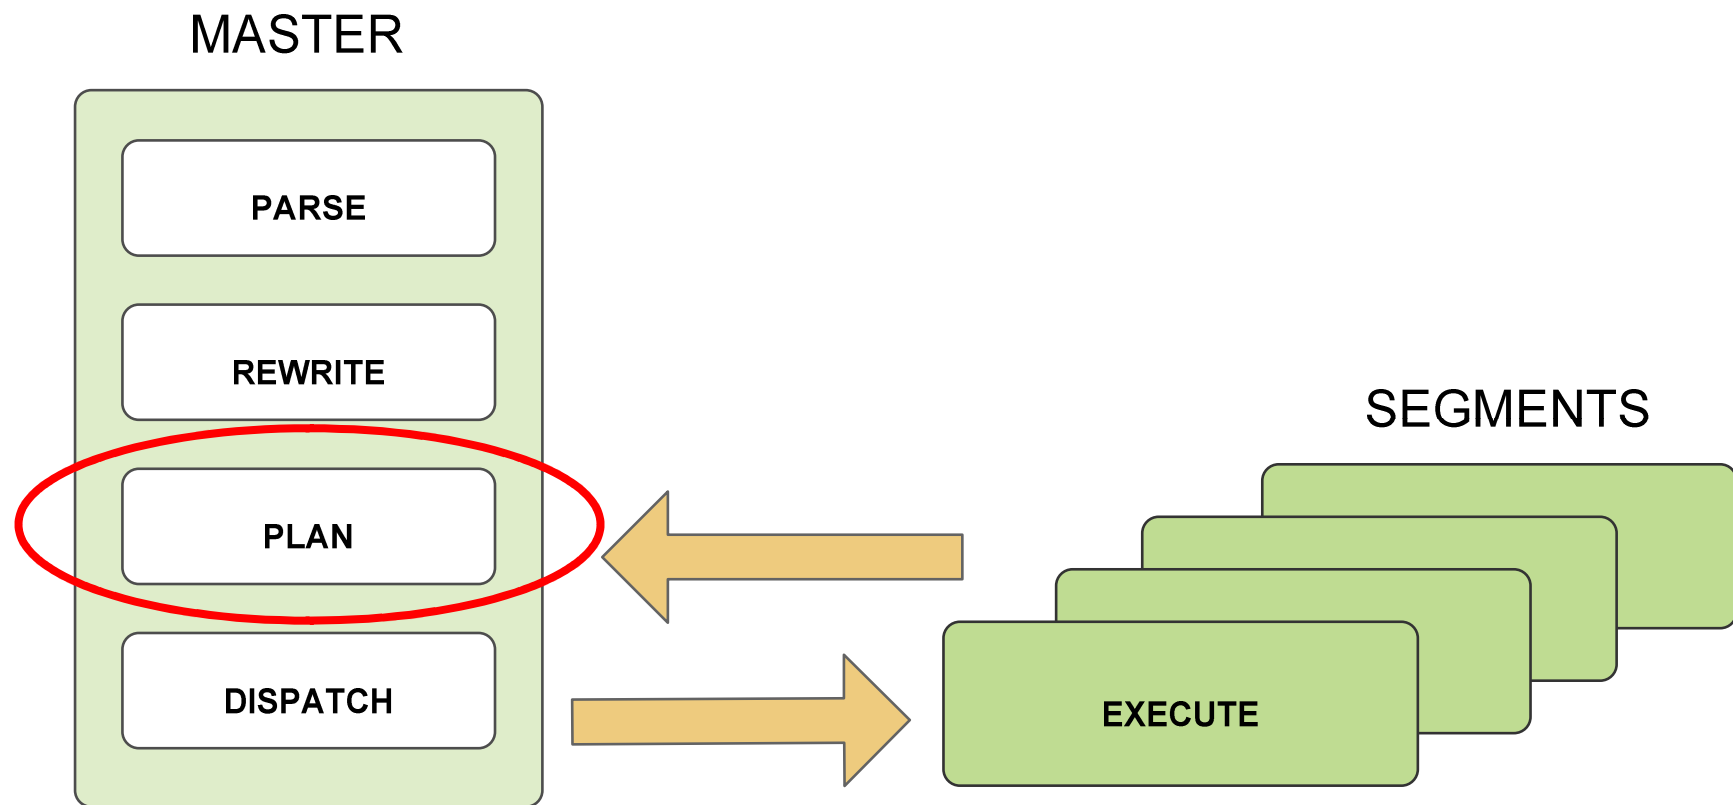 MASTER
PARSE
REWRITE
PLAN
DISPATCH
SEGMENTS
EXECUTE